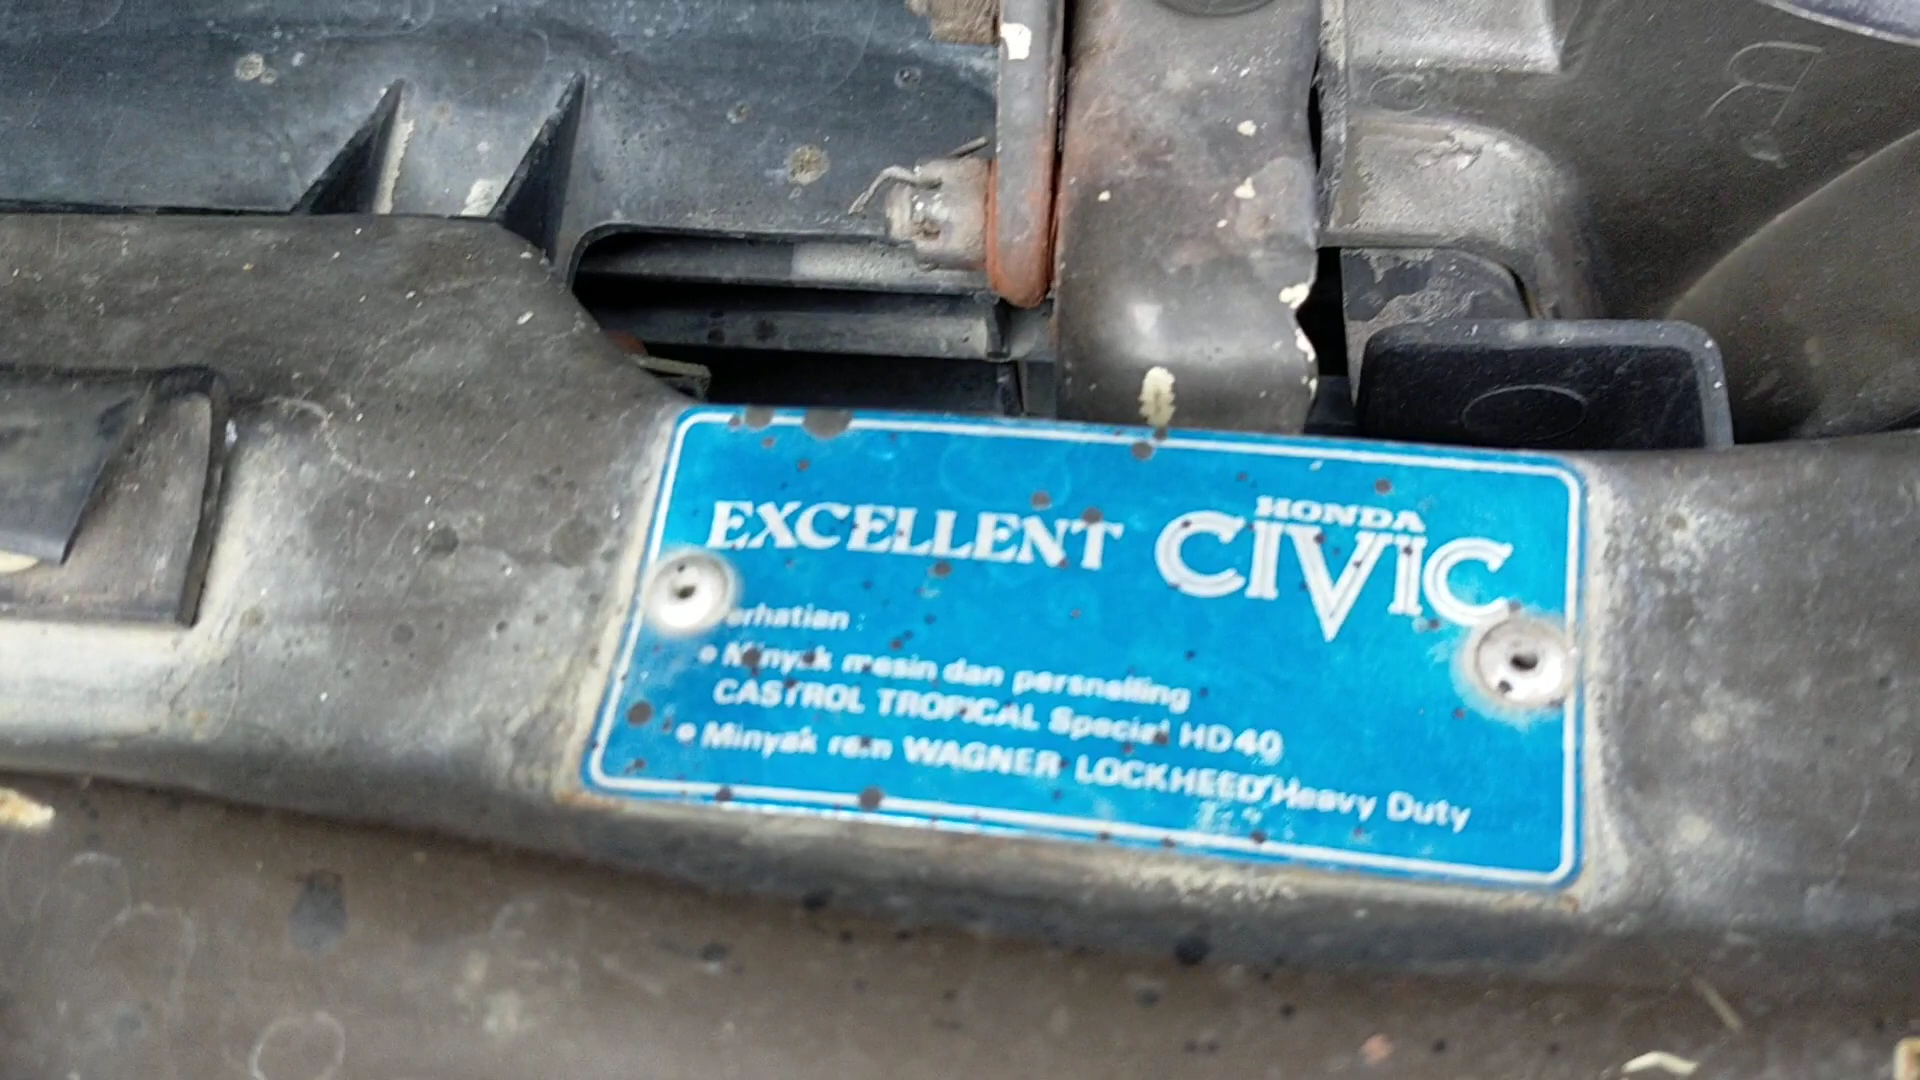 EXCELLENT HONDA CIVIC
erhatian :
• Minyak mesin dan persnelling
CASTROL TROPICAL Special HD40
• Minyak rem WAGNER LOCKHEED Heavy Duty